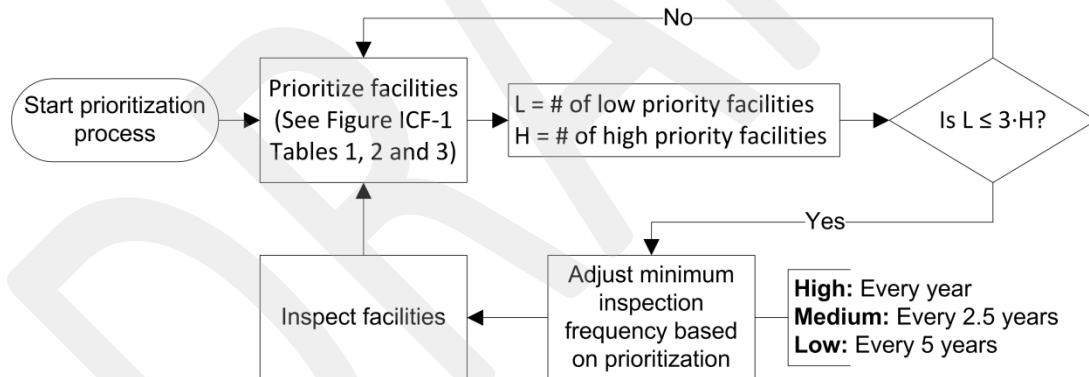 No
Start prioritization
process
Prioritize facilities
(See Figure ICF-1
Tables 1, 2 and 3)
L = # of low priority facilities
H = # of high priority facilities
Is L ≤ 3·H?
Yes
Inspect facilities
Adjust minimum
inspection
frequency based
on prioritization
High: Every year
Medium: Every 2.5 years
Low: Every 5 years
DRA